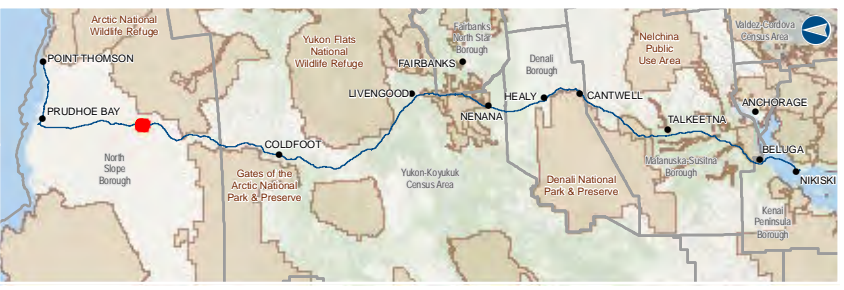 Arctic National
Wildlife Refuge
POINT THOMSON
PRUDHOE BAY
North
Slope
Borough
Gates of the
Arctic National
Park & Preserve
COLDFOOT
Yukon Flats
National
Wildlife Refuge
LIVENGOOD
FAIRBANKS
Fairbanks
North Star
Borough
NENANA
Yukon-Koyukuk
Census Area
Denali
Borough
HEALY
CANTWELL
Denali National
Park & Preserve
Nelchina
Public
Use Area
TALKEETNA
Matanuska-Susitna
Borough
Valdez-Cordova
Census Area
ANCHORAGE
BELUGA
NIKISKI
Kenai
Peninsula
Borough